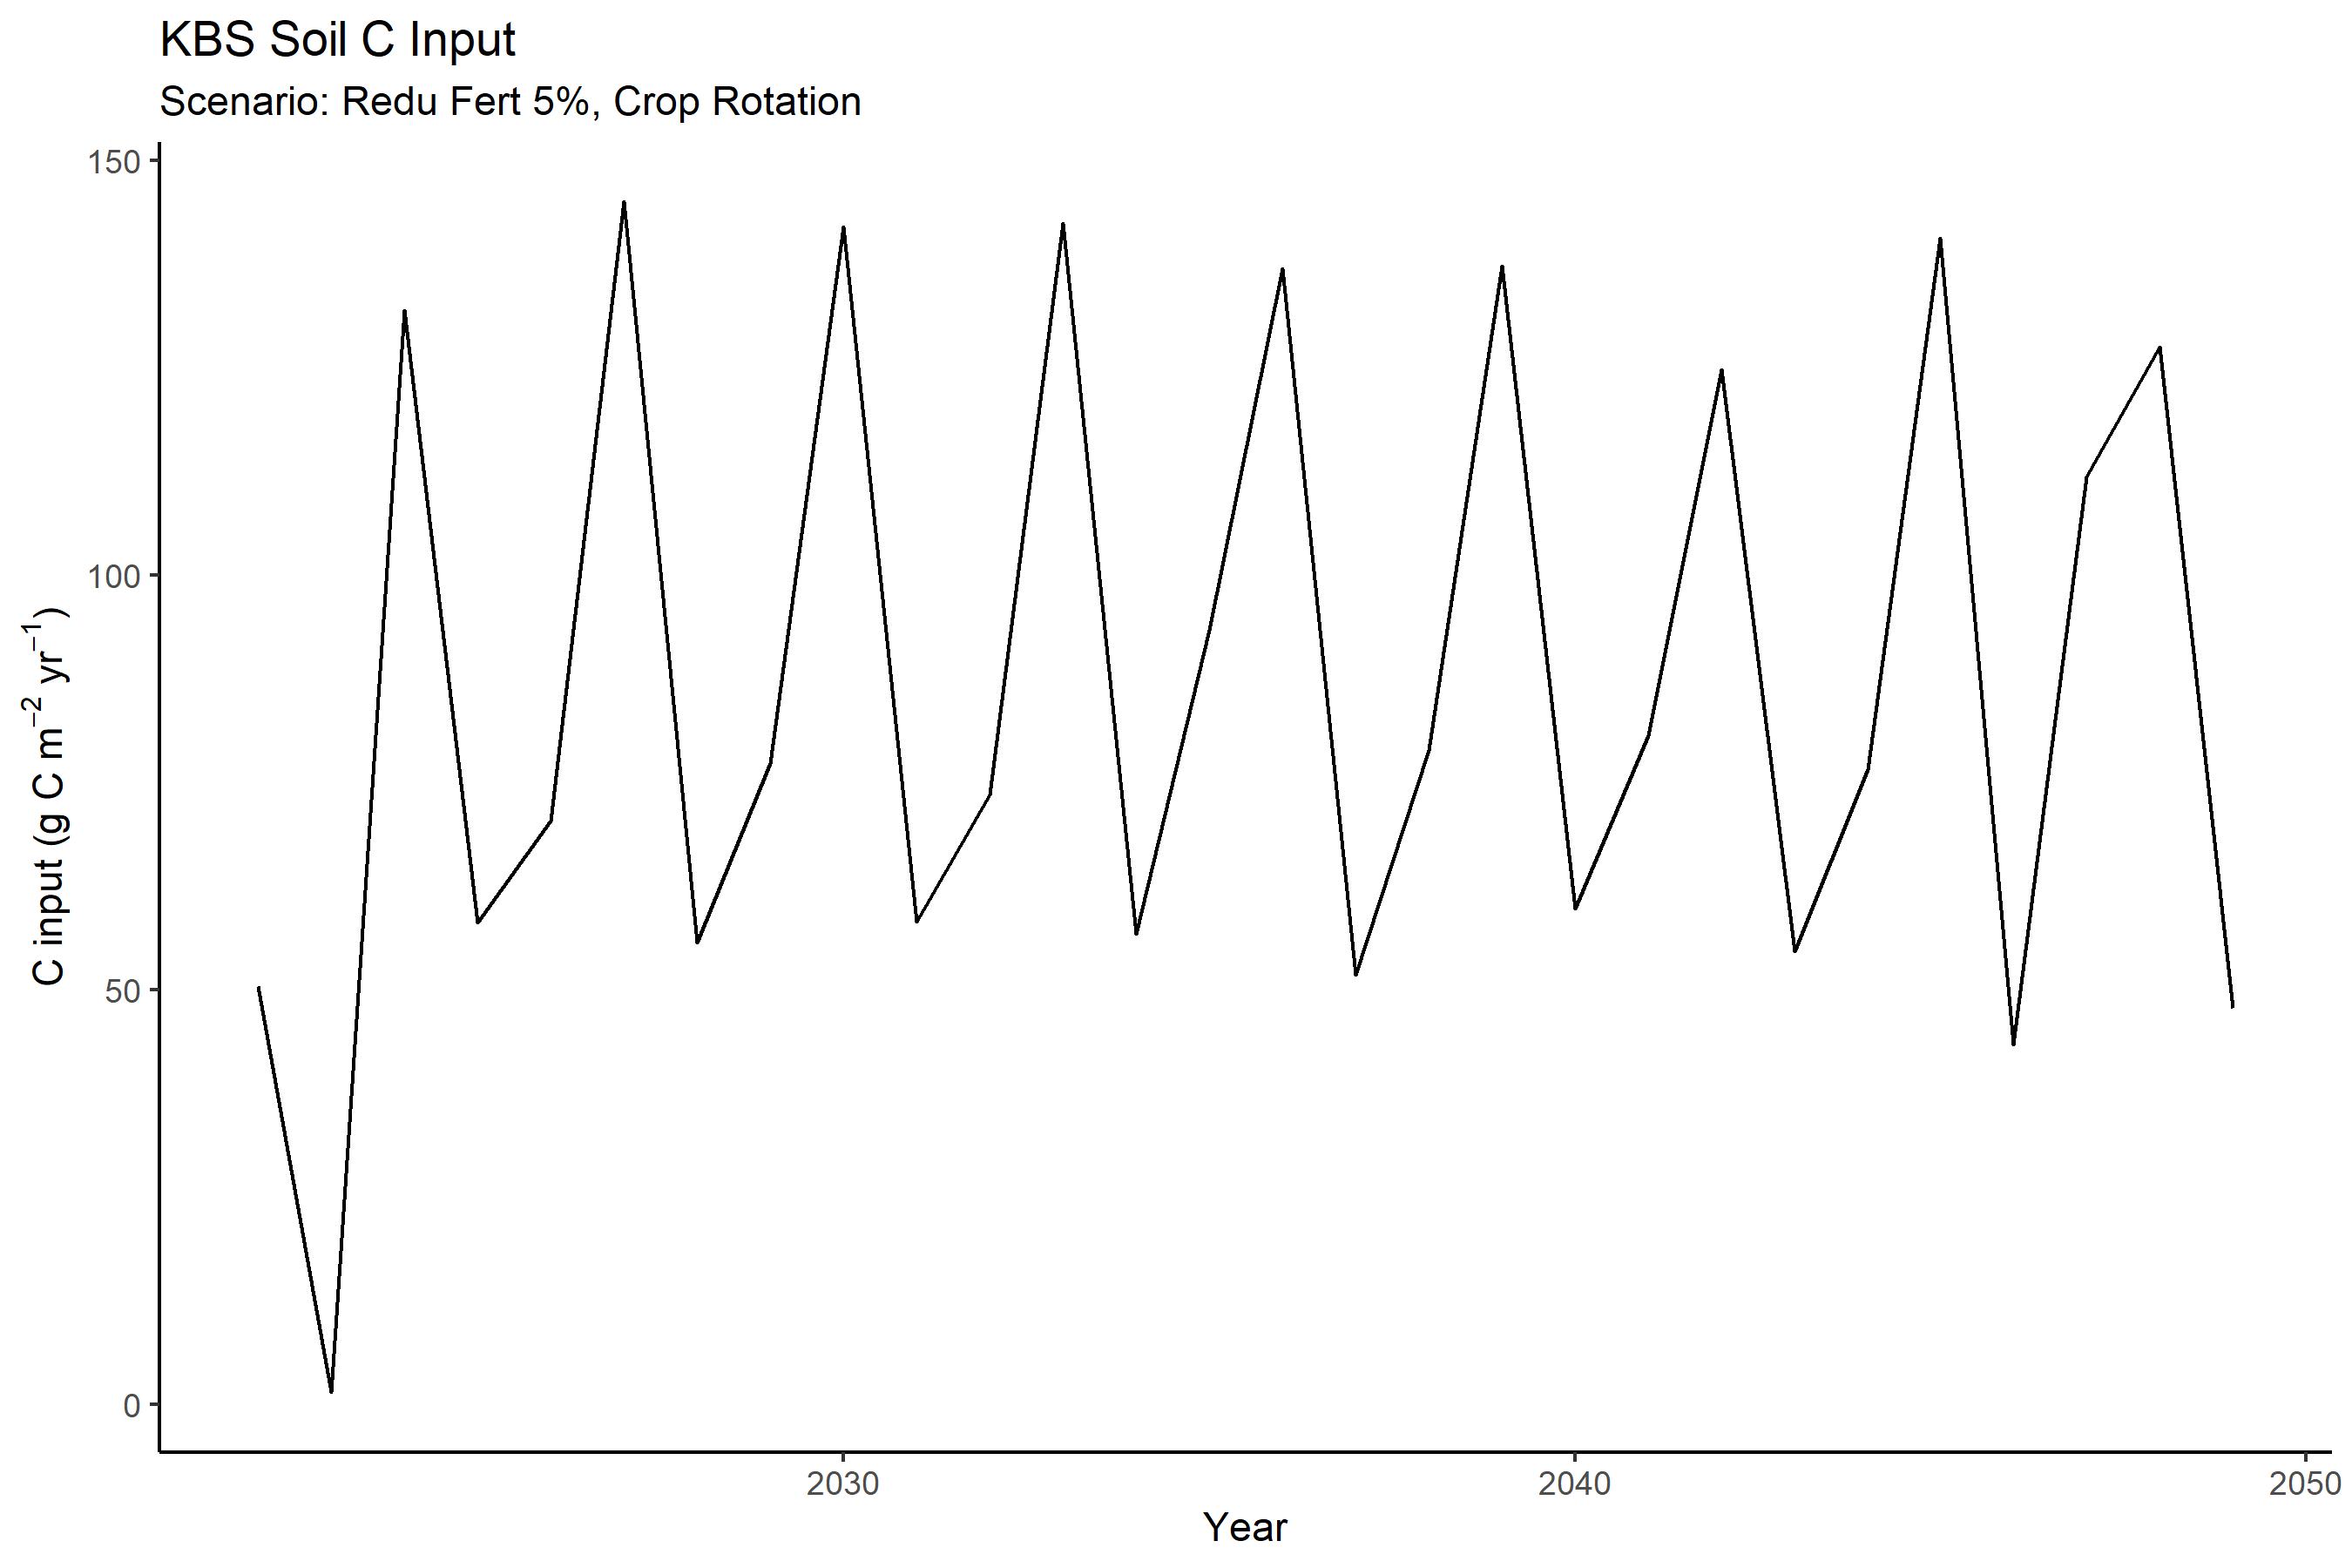 KBS Soil C Input
Scenario: Redu Fert 5%, Crop Rotation
150
100
50
0
C input (g C m⁻² yr⁻¹)
2030 2040 2050
Year